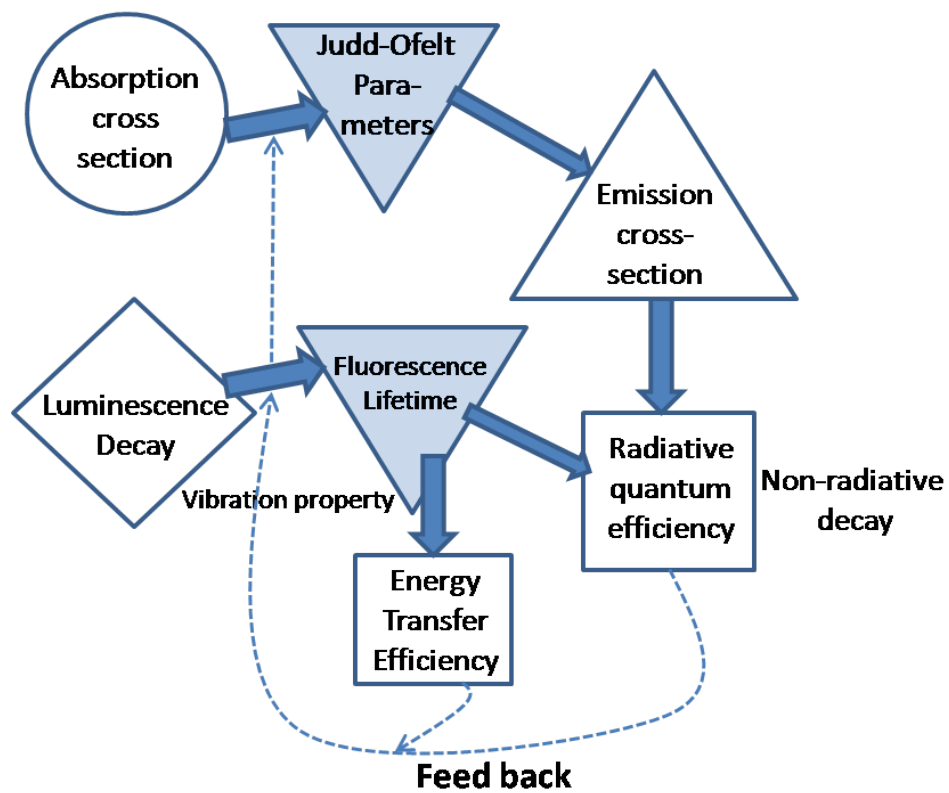 Absorption
cross
section
Judd-Ofelt
Para-
meters
Emission
cross-
section
Luminescence
Decay
Fluorescence
Lifetime
Vibration property
Radiative
quantum
efficiency
Non-radiative
decay
Energy
Transfer
Efficiency
Feed back